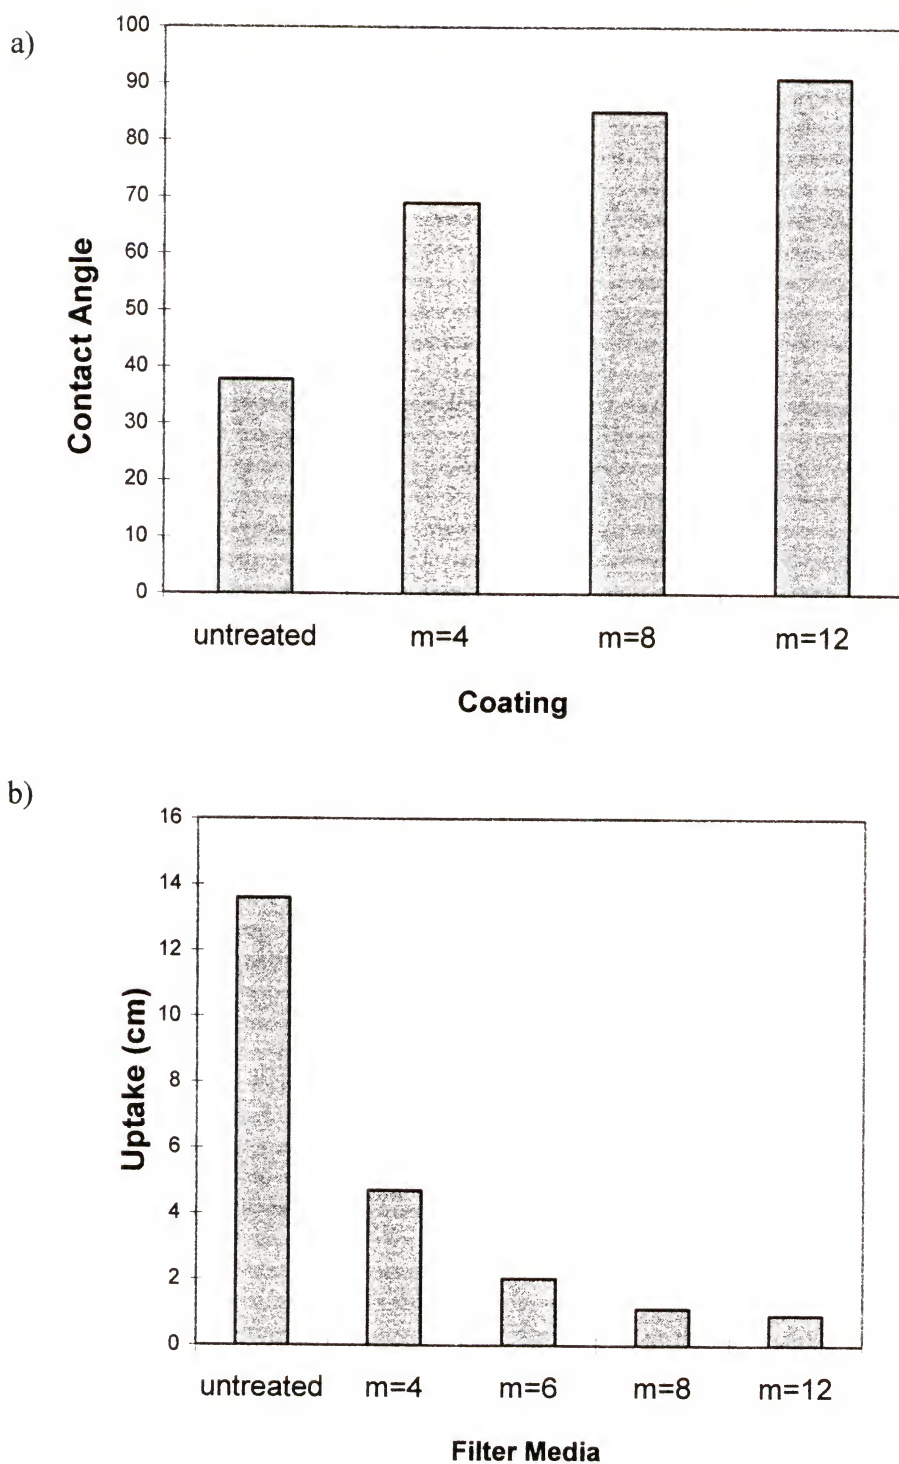 a)
100
90
80
70
60
50
40
30
20
10
0
Contact Angle
untreated m=4 m=8 m=12
Coating
b)
16
14
12
10
8
6
4
2
0
Uptake (cm)
untreated m=4 m=6 m=8 m=12
Filter Media